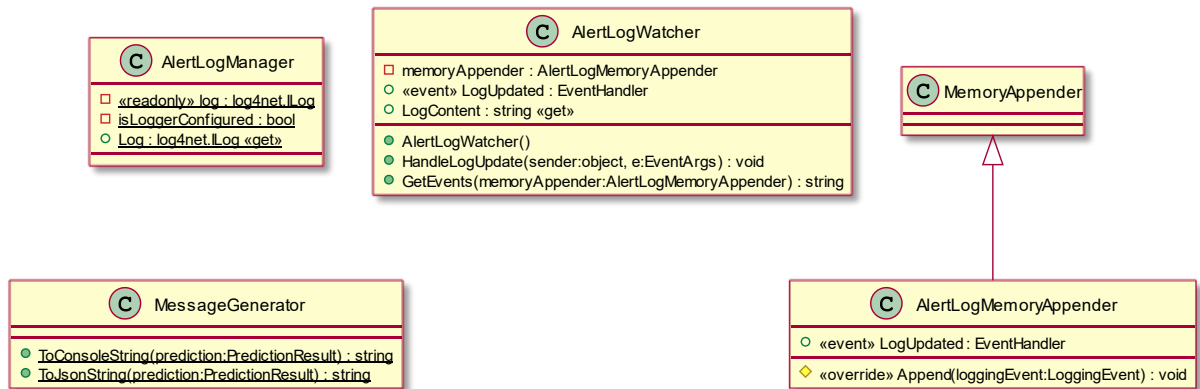 C AlertLogManager
«readonly» log : log4net.ILog
isLoggerConfigured : bool
Log : log4net.ILog «get»
C AlertLogWatcher
memoryAppender : AlertLogMemoryAppender
«event» LogUpdated : EventHandler
LogContent : string «get»
AlertLogWatcher()
HandleLogUpdate(sender:object, e:EventArgs) : void
GetEvents(memoryAppender:AlertLogMemoryAppender) : string
C MemoryAppender
C MessageGenerator
ToConsoleString(prediction:PredictionResult) : string
ToJsonString(prediction:PredictionResult) : string
C AlertLogMemoryAppender
«event» LogUpdated : EventHandler
«override» Append(loggingEvent:LoggingEvent) : void